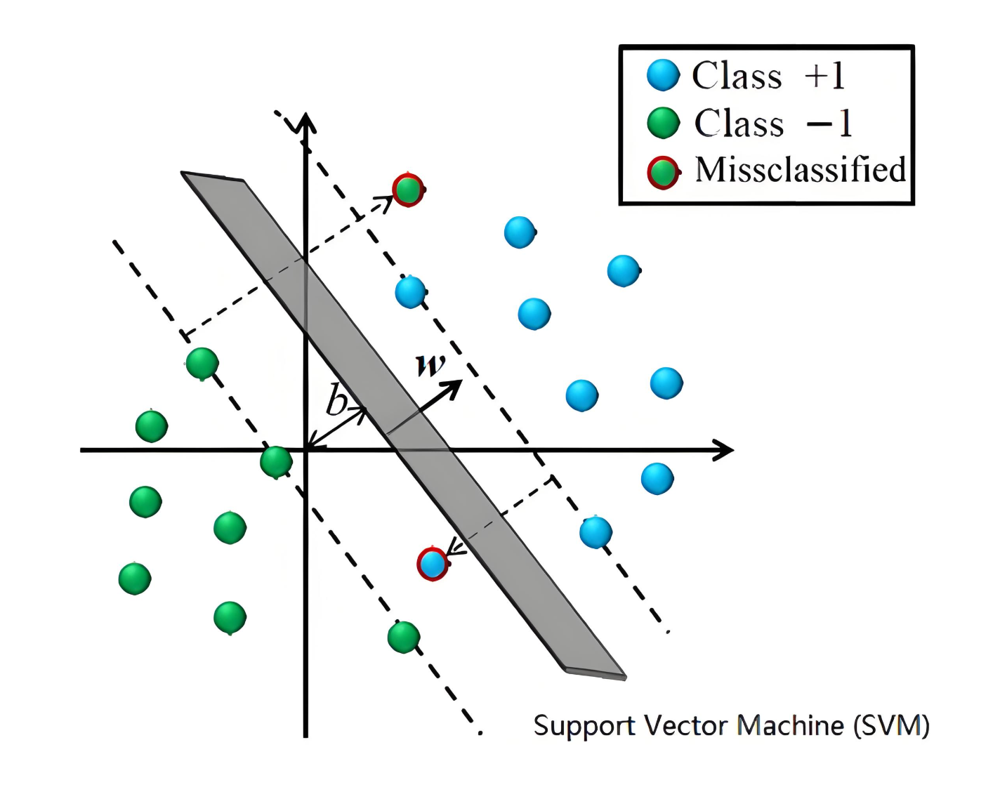 Class +1
Class −1
Missclassified
w
b
Support Vector Machine (SVM)